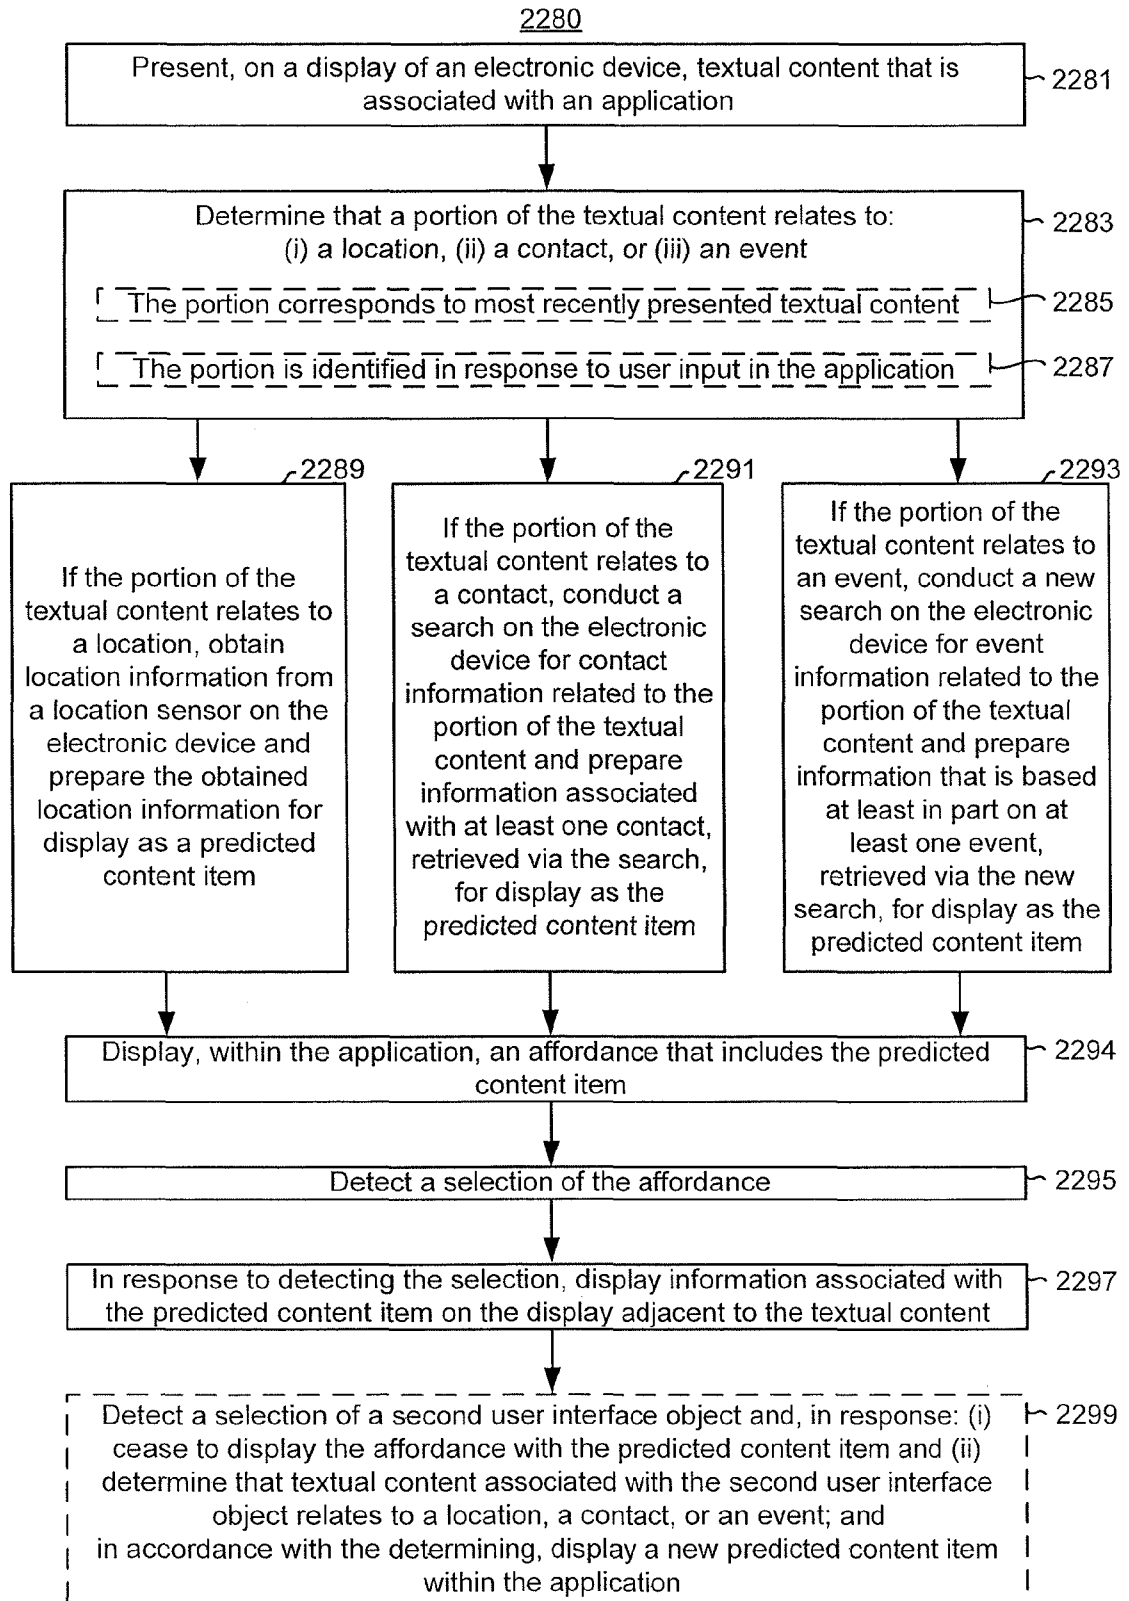 2280
Present, on a display of an electronic device, textual content that is
associated with an application
2281
Determine that a portion of the textual content relates to:
(i) a location, (ii) a contact, or (iii) an event
2283
The portion corresponds to most recently presented textual content
2285
The portion is identified in response to user input in the application
2287
2289
If the portion of the
textual content relates to
a location, obtain
location information from
a location sensor on the
electronic device and
prepare the obtained
location information for
display as a predicted
content item
2291
If the portion of the
textual content relates to
a contact, conduct a
search on the electronic
device for contact
information related to the
portion of the textual
content and prepare
information associated
with at least one contact,
retrieved via the search,
for display as the
predicted content item
2293
If the portion of the
textual content relates to
an event, conduct a new
search on the electronic
device for event
information related to the
portion of the textual
content and prepare
information that is based
at least in part on at
least one event,
retrieved via the new
search, for display as the
predicted content item
Display, within the application, an affordance that includes the predicted
content item
2294
Detect a selection of the affordance
2295
In response to detecting the selection, display information associated with
the predicted content item on the display adjacent to the textual content
2297
Detect a selection of a second user interface object and, in response: (i)
cease to display the affordance with the predicted content item and (ii)
determine that textual content associated with the second user interface
object relates to a location, a contact, or an event; and
in accordance with the determining, display a new predicted content item
within the application
2299